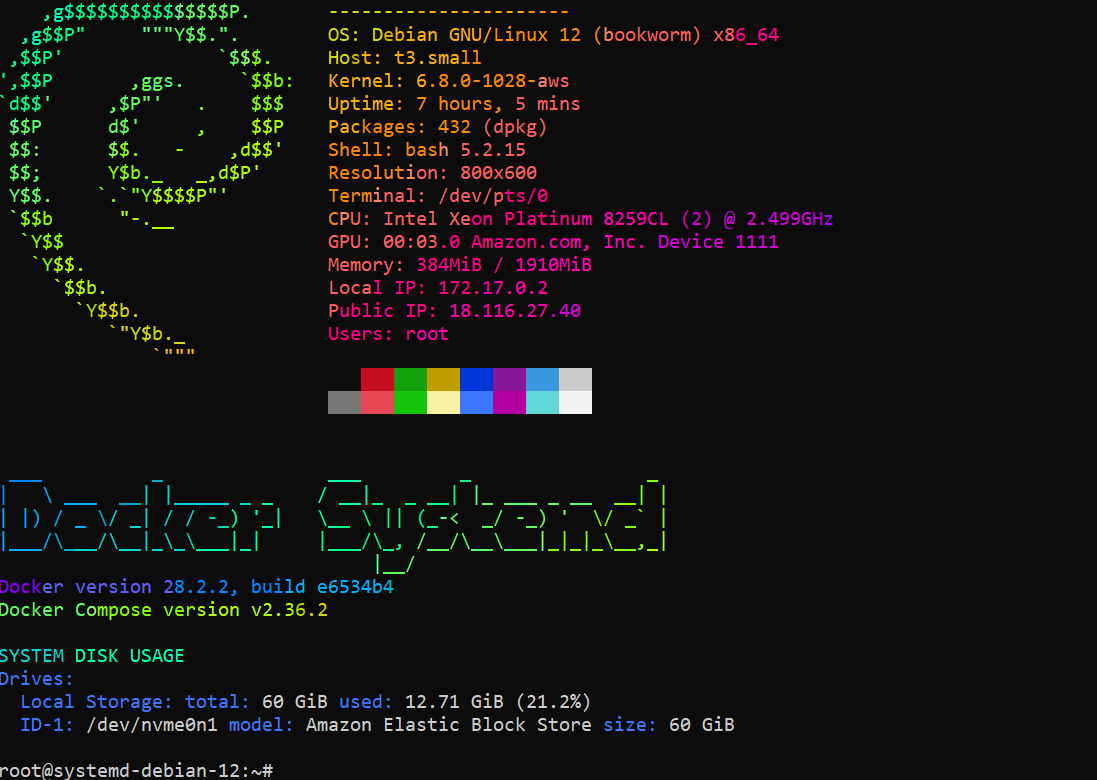 ----------------------
OS: Debian GNU/Linux 12 (bookworm) x86_64
Host: t3.small
Kernel: 6.8.0-1028-aws
Uptime: 7 hours, 5 mins
Packages: 432 (dpkg)
Shell: bash 5.2.15
Resolution: 800x600
Terminal: /dev/pts/0
CPU: Intel Xeon Platinum 8259CL (2) @ 2.499GHz
GPU: 00:03.0 Amazon.com, Inc. Device 1111
Memory: 384MiB / 1910MiB
Local IP: 172.17.0.2
Public IP: 18.116.27.40
Users: root
Docker Systemd
Docker version 28.2.2, build e6534b4
Docker Compose version v2.36.2
SYSTEM DISK USAGE
Drives:
Local Storage: total: 60 GiB used: 12.71 GiB (21.2%)
ID-1: /dev/nvme0n1 model: Amazon Elastic Block Store size: 60 GiB
root@systemd-debian-12:~#